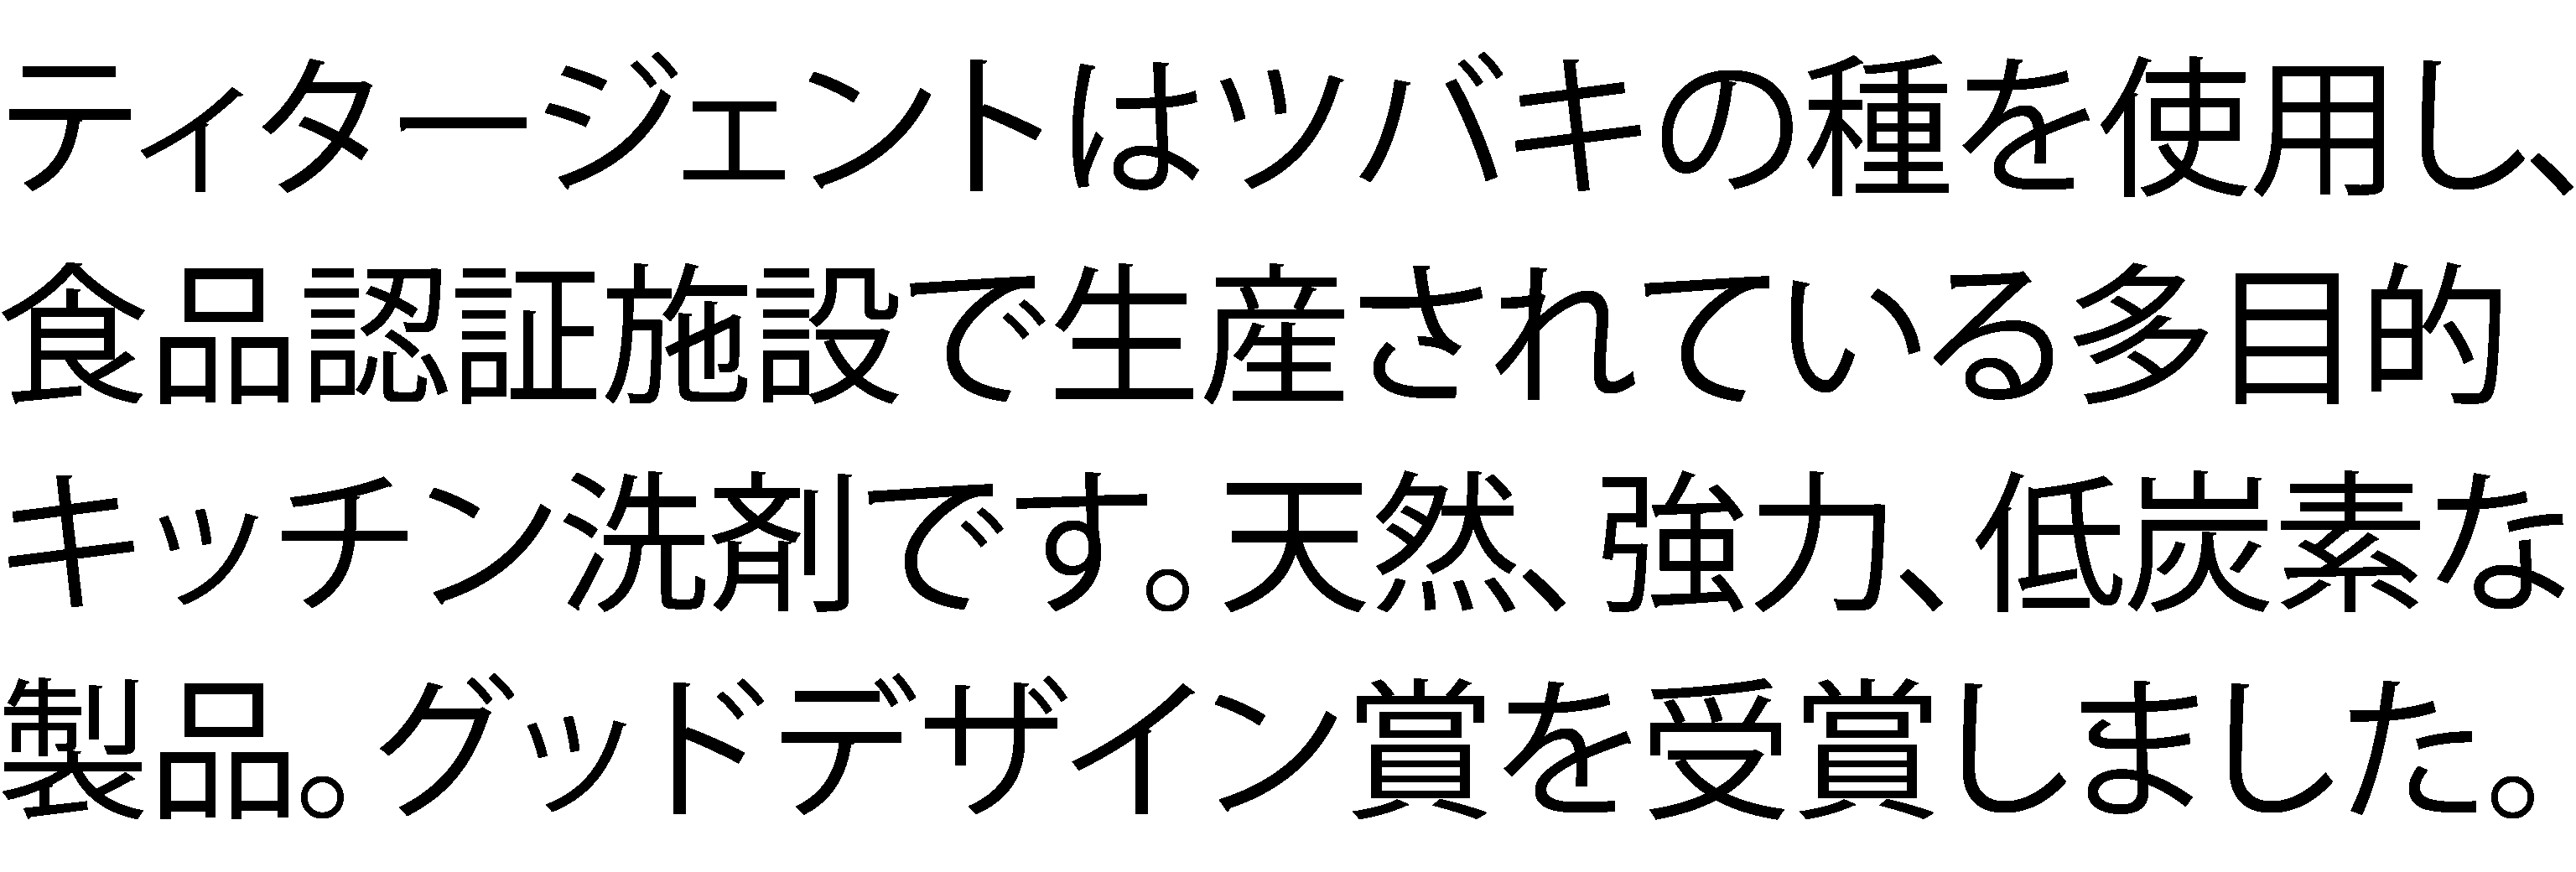 ティタージェントはツバキの種を使用し、
食品認証施設で生産されている多目的
キッチン洗剤です。天然、強力、低炭素な
製品。グッドデザイン賞を受賞しました。